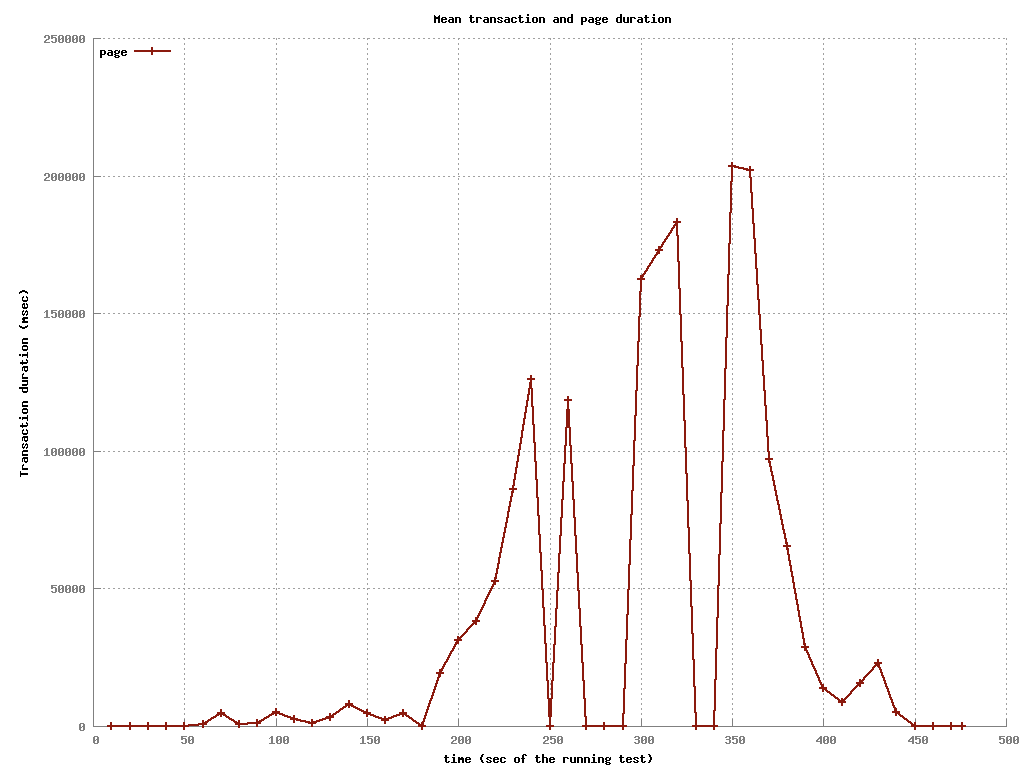 Mean transaction and page duration
250000
page
200000
150000
100000
50000
0
Transaction duration (msec)
0 50 100 150 200 250 300 350 400 450 500
time (sec of the running test)